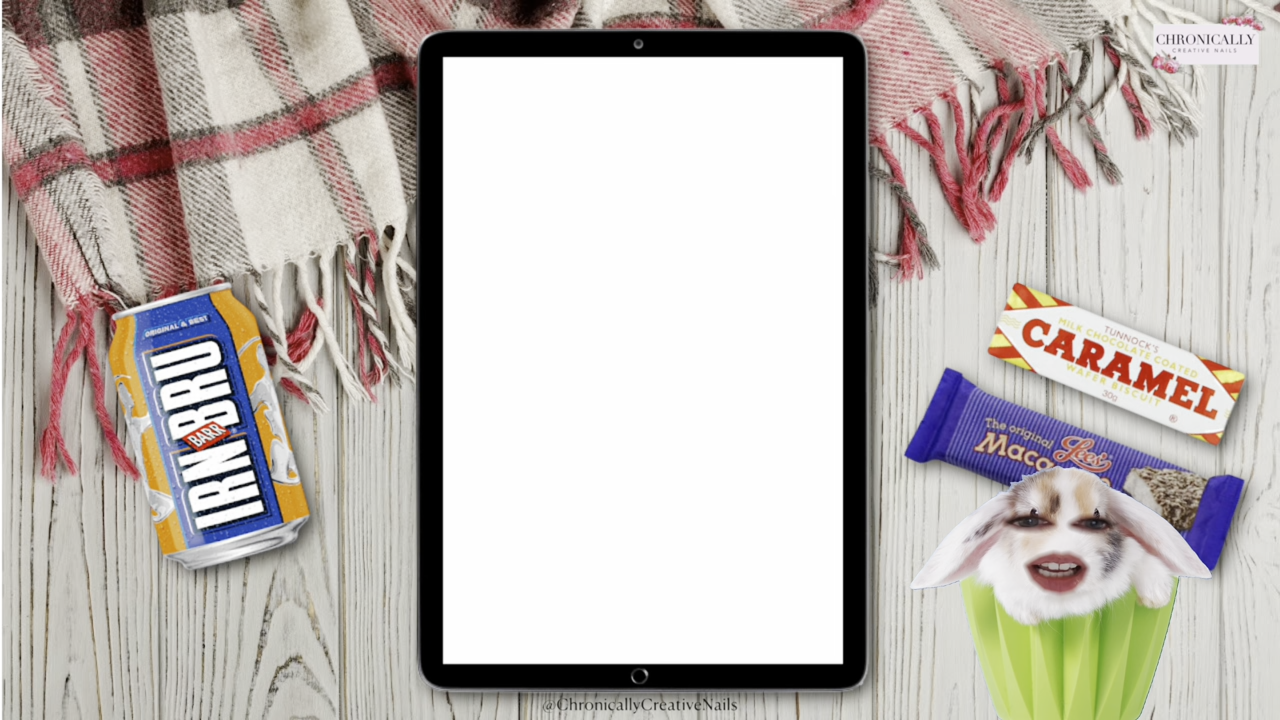 CHRONICALLY
CREATIVE NAILS
ORIGINAL & BEST
IRN BRU
BARR
TUNNOCK'S
MILK CHOCOLATE COATED
CARAMEL
WAFER BISCUIT
30g
®
The original
Lees'
@ChronicallyCreativeNails